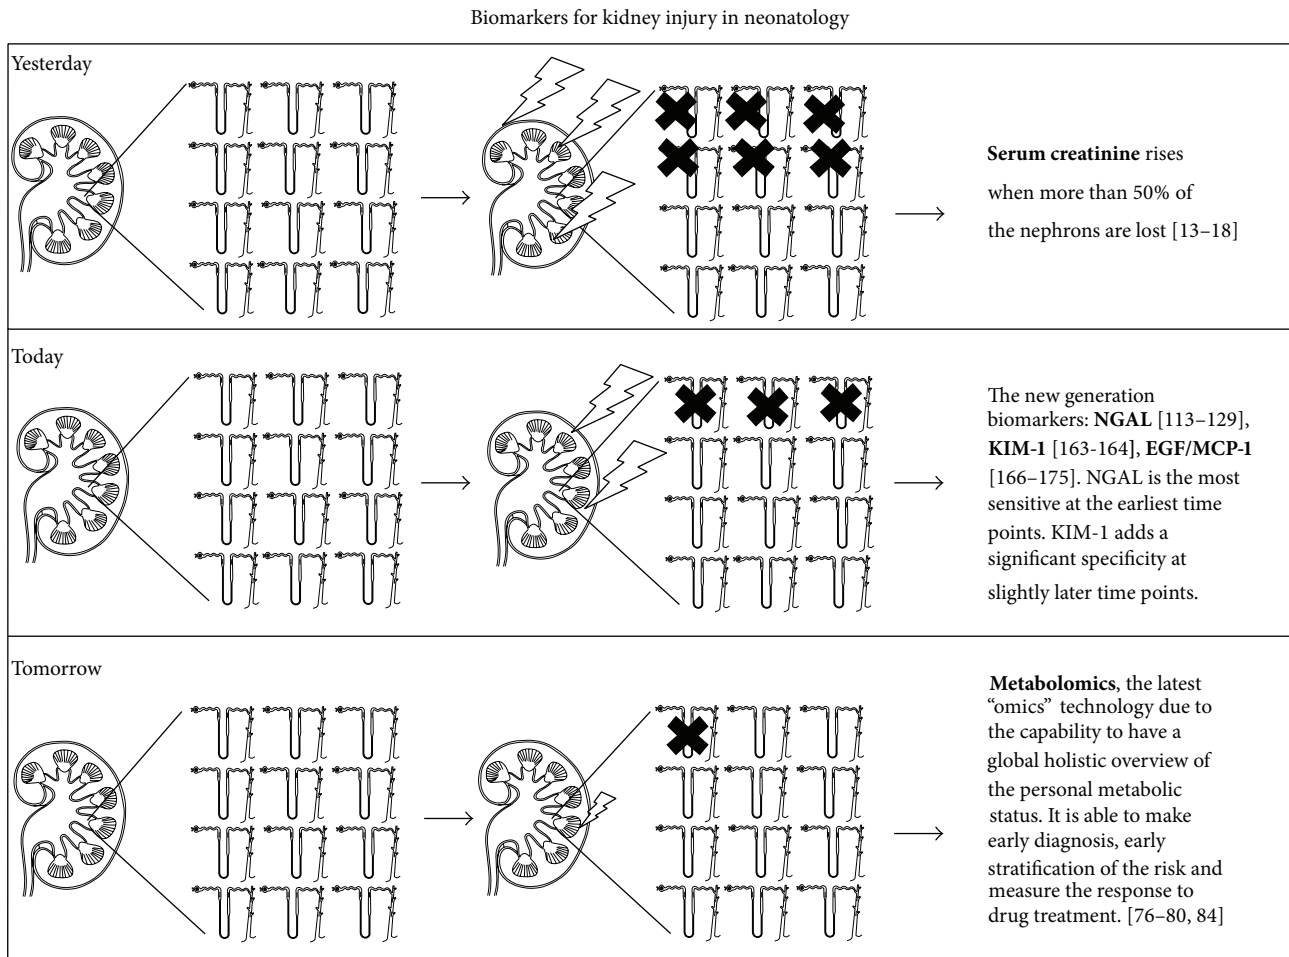 Biomarkers for kidney injury in neonatology
Yesterday
Serum creatinine rises
when more than 50% of
the nephrons are lost [13–18]
Today
The new generation
biomarkers: NGAL [113–129],
KIM-1 [163-164], EGF/MCP-1
[166–175]. NGAL is the most
sensitive at the earliest time
points. KIM-1 adds a
significant specificity at
slightly later time points.
Tomorrow
Metabolomics, the latest
“omics” technology due to
the capability to have a
global holistic overview of
the personal metabolic
status. It is able to make
early diagnosis, early
stratification of the risk and
measure the response to
drug treatment. [76–80, 84]